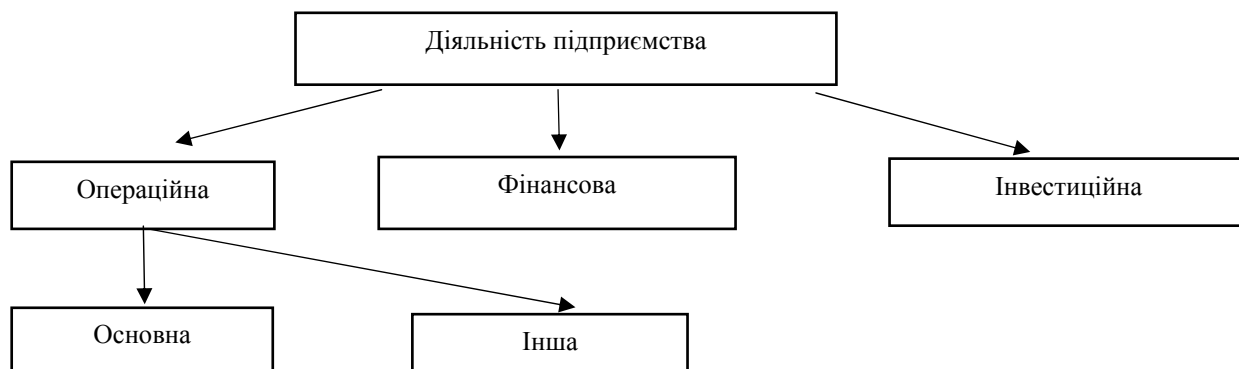 Діяльність підприємства
Операційна
Фінансова
Інвестиційна
Основна
Інша